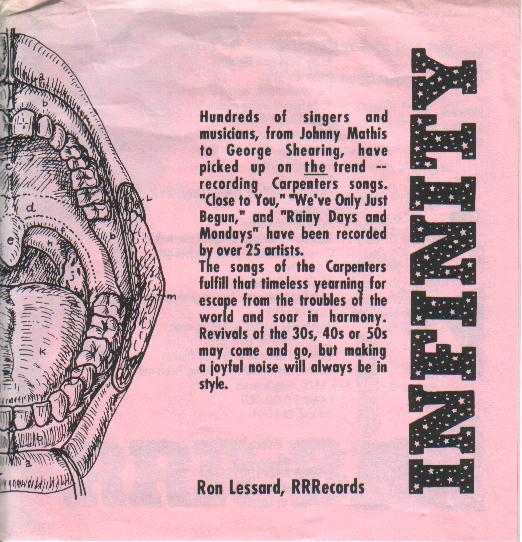 Hundreds of singers and
musicians, from Johnny Mathis
to George Shearing, have
picked up on the trend --
recording Carpenters songs.
"Close to You," "We've Only Just
Begun," and "Rainy Days and
Mondays" have been recorded
by over 25 artists.
The songs of the Carpenters
fulfill that timeless yearning for
escape from the troubles of the
world and soar in harmony.
Revivals of the 30s, 40s or 50s
may come and go, but making
a joyful noise will always be in
style.
Ron Lessard, RRRecords
INFINITY
a
b
L
d
e
h
m
K
b
a